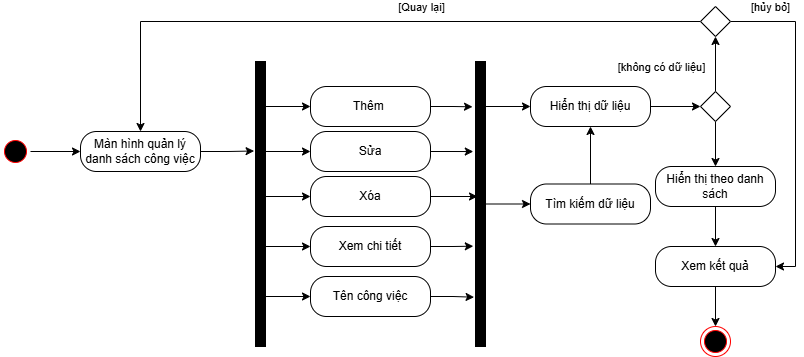 [Quay lại]
[hủy bỏ]
[không có dữ liệu]
Màn hình quản lý
danh sách công việc
Thêm
Sửa
Xóa
Xem chi tiết
Tên công việc
Hiển thị dữ liệu
Tìm kiếm dữ liệu
Hiển thị theo danh
sách
Xem kết quả